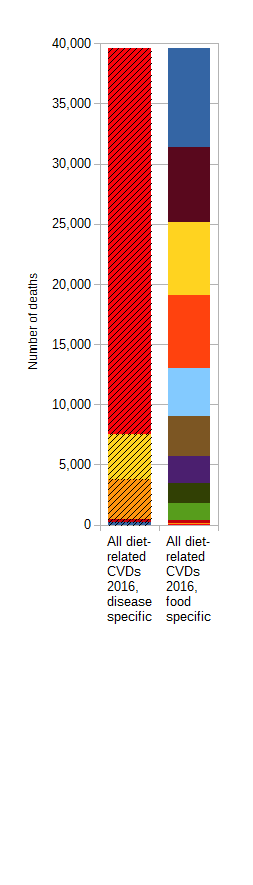 40,000
35,000
30,000
25,000
20,000
15,000
10,000
5,000
0
Number of deaths
All diet-
related
CVDs
2016,
disease
specific
All diet-
related
CVDs
2016,
food
specific